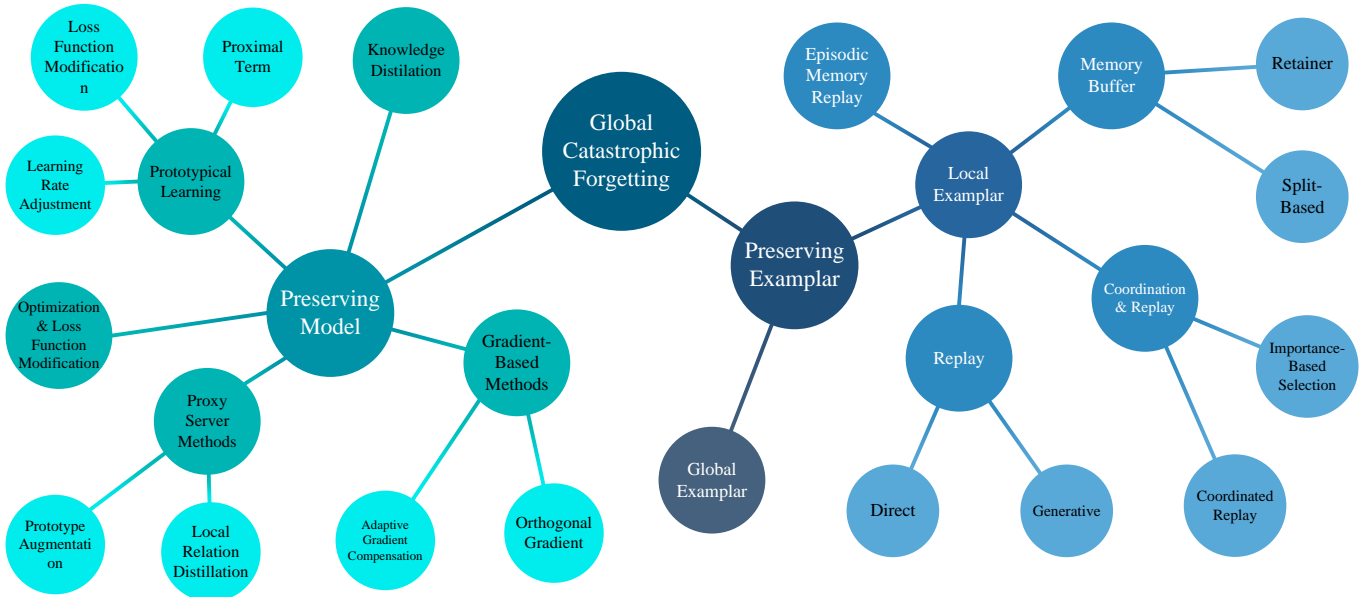 Loss
Function
Modificatio
n
Proximal
Term
Knowledge
Distilation
Learning
Rate
Adjustment
Prototypical
Learning
Global
Catastrophic
Forgetting
Preserving
Model
Optimization
& Loss
Function
Modification
Proxy
Server
Methods
Gradient-
Based
Methods
Prototype
Augmentati
on
Local
Relation
Distillation
Adaptive
Gradient
Compensation
Orthogonal
Gradient
Preserving
Examplar
Global
Examplar
Local
Examplar
Episodic
Memory
Replay
Memory
Buffer
Retainer
Split-
Based
Coordination
& Replay
Importance-
Based
Selection
Coordinated
Replay
Replay
Direct
Generative